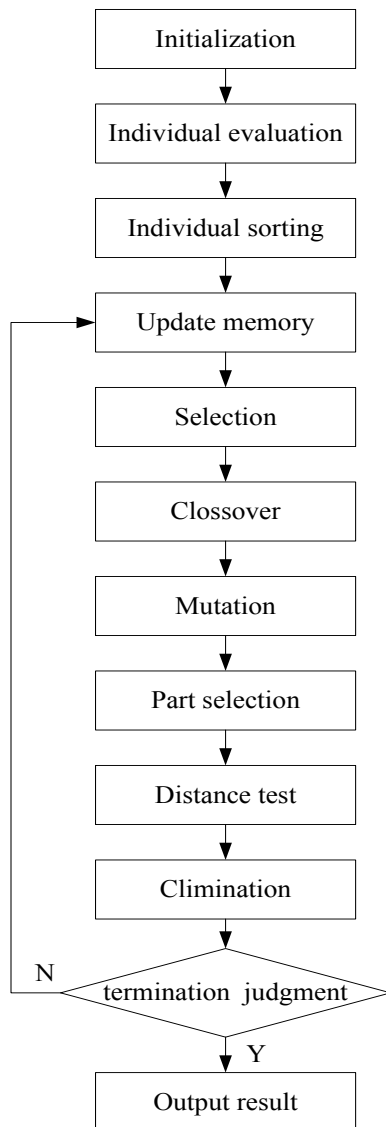 Initialization
Individual evaluation
Individual sorting
Update memory
Selection
Clossover
Mutation
Part selection
Distance test
Climination
N
termination judgment
Y
Output result